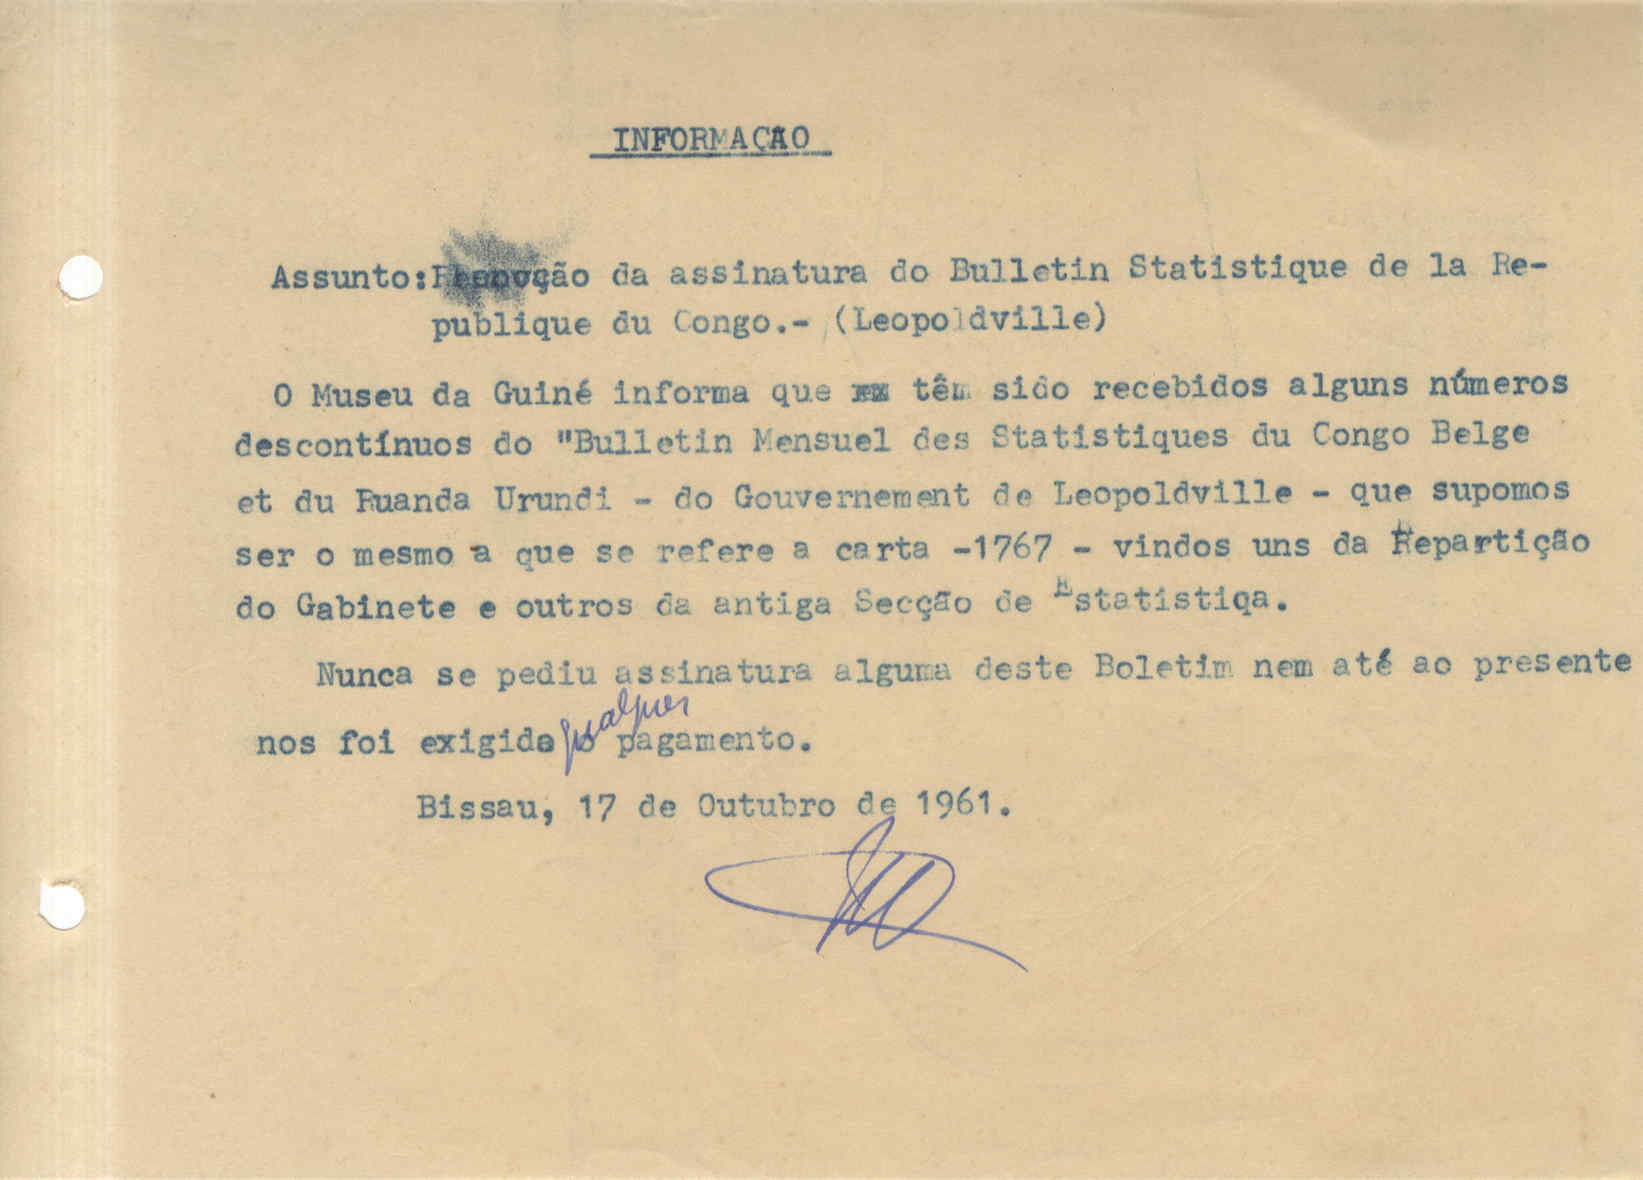 INFORMAÇÃO
Assunto: da assinatura do Bulletin Statistique de la Re-
publique du Congo.- (Leopoldville)
O Museu da Guiné informa que xx têm sido recebidos alguns números
descontínuos do "Bulletin Mensuel des Statistiques du Congo Belge
et du Ruanda Urundi - do Gouvernement de Leopoldville - que supomos
ser o mesmo a que se refere a carta -1767 - vindos uns da Repartição
do Gabinete e outros da antiga Secção de Estatistiqa.
Nunca se pediu assinatura alguma deste Boletim nem até ao presente
qualquer
nos foi exigido o pagamento.
Bissau, 17 de Outubro de 1961.